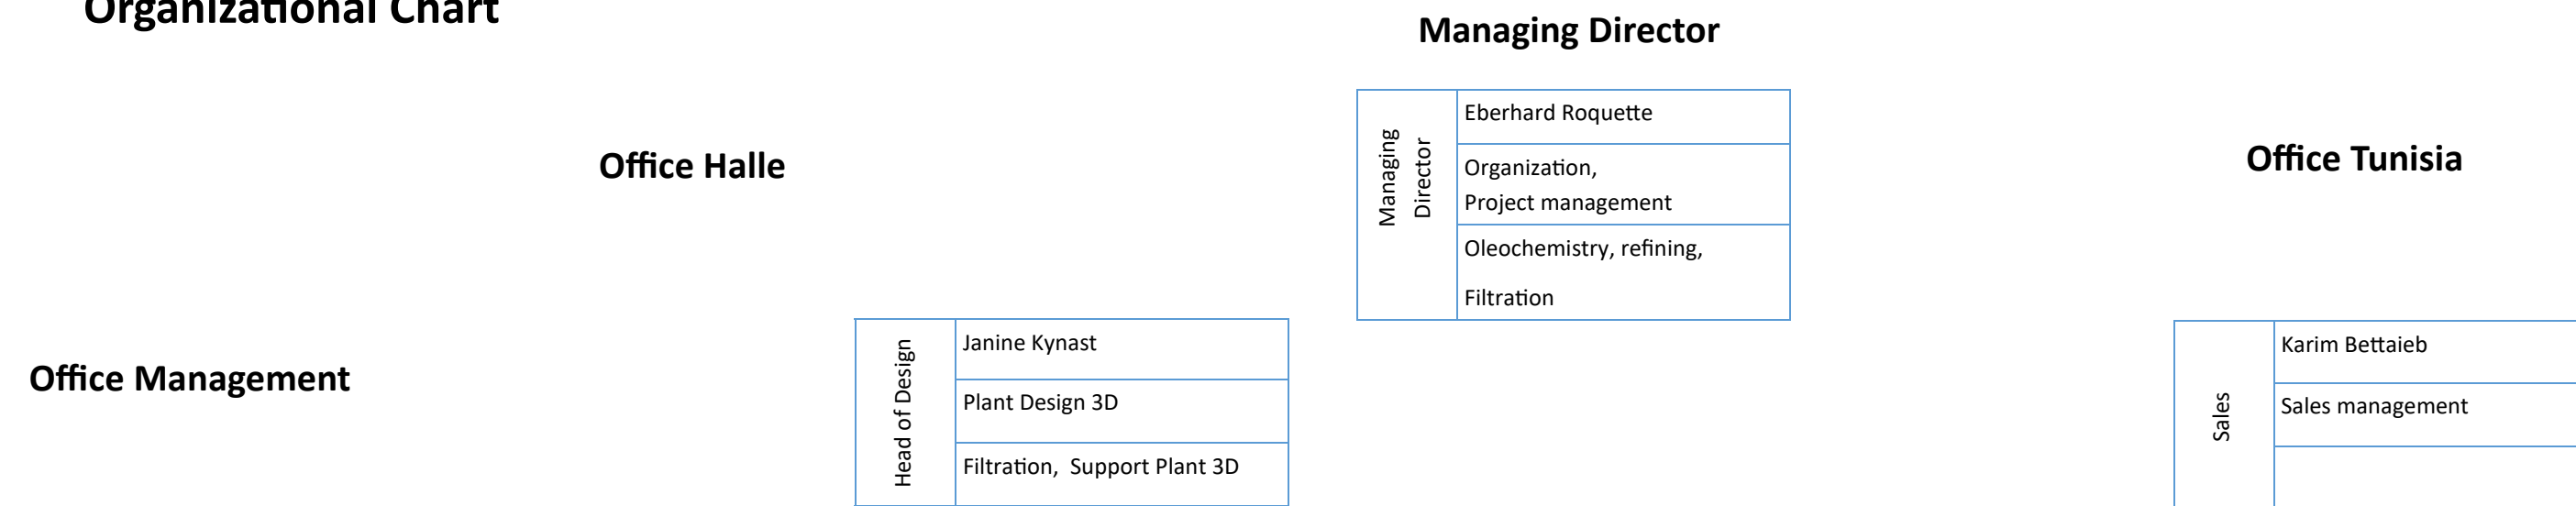 Organizational Chart
Managing Director
Managing
Director
Eberhard Roquette
Organization,
Project management
Oleochemistry, refining,
Filtration
Office Halle
Office Tunisia
Office Management
Head of Design
Janine Kynast
Plant Design 3D
Filtration,  Support Plant 3D
Sales
Karim Bettaieb
Sales management